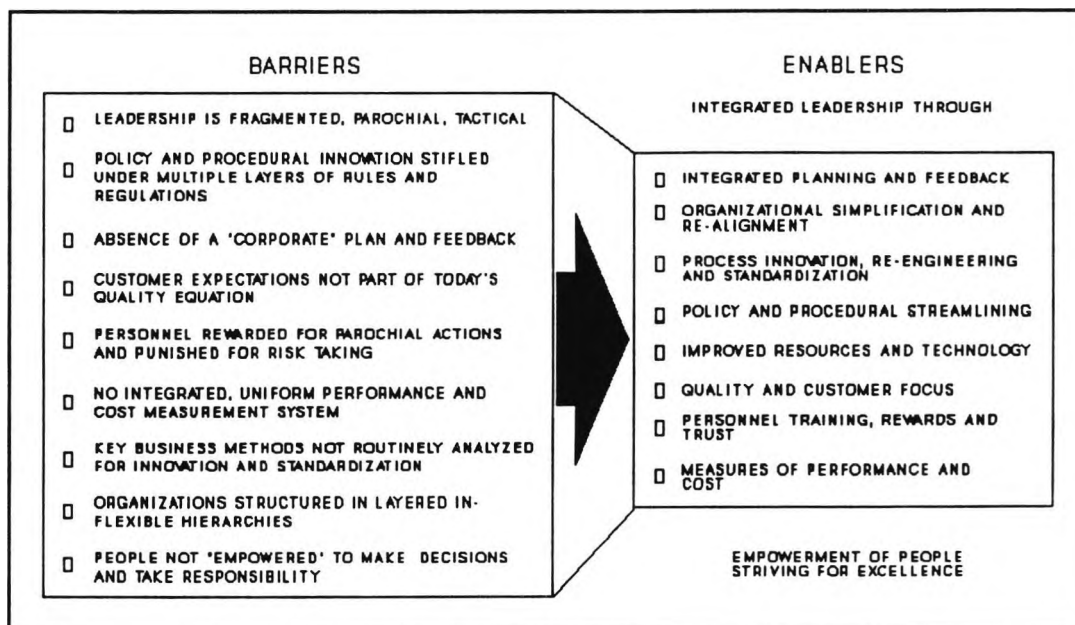 BARRIERS
LEADERSHIP IS FRAGMENTED, PAROCHIAL, TACTICAL
POLICY AND PROCEDURAL INNOVATION STIFLED
UNDER MULTIPLE LAYERS OF RULES AND
REGULATIONS
ABSENCE OF A "CORPORATE" PLAN AND FEEDBACK
CUSTOMER EXPECTATIONS NOT PART OF TODAY'S
QUALITY EQUATION
PERSONNEL REWARDED FOR PAROCHIAL ACTIONS
AND PUNISHED FOR RISK TAKING
NO INTEGRATED, UNIFORM PERFORMANCE AND
COST MEASUREMENT SYSTEM
KEY BUSINESS METHODS NOT ROUTINELY ANALYZED
FOR INNOVATION AND STANDARDIZATION
ORGANIZATIONS STRUCTURED IN LAYERED IN-
FLEXIBLE HIERARCHIES
PEOPLE NOT "EMPOWERED" TO MAKE DECISIONS
AND TAKE RESPONSIBILITY
ENABLERS
INTEGRATED LEADERSHIP THROUGH
INTEGRATED PLANNING AND FEEDBACK
ORGANIZATIONAL SIMPLIFICATION AND
RE-ALIGNMENT
PROCESS INNOVATION, RE-ENGINEERING
AND STANDARDIZATION
POLICY AND PROCEDURAL STREAMLINING
IMPROVED RESOURCES AND TECHNOLOGY
QUALITY AND CUSTOMER FOCUS
PERSONNEL TRAINING, REWARDS AND
TRUST
MEASURES OF PERFORMANCE AND
COST
EMPOWERMENT OF PEOPLE
STRIVING FOR EXCELLENCE